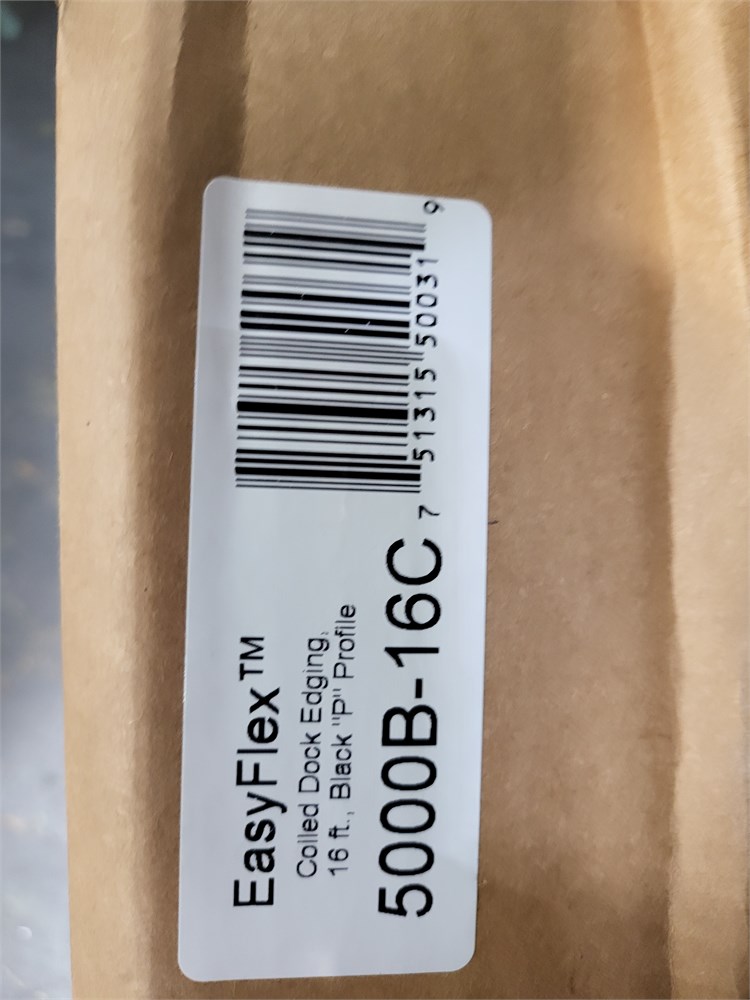 EasyFlex™
Coiled Dock Edging,
16 ft., Black "P" Profile
5000B-16C
7 51315 50031 9